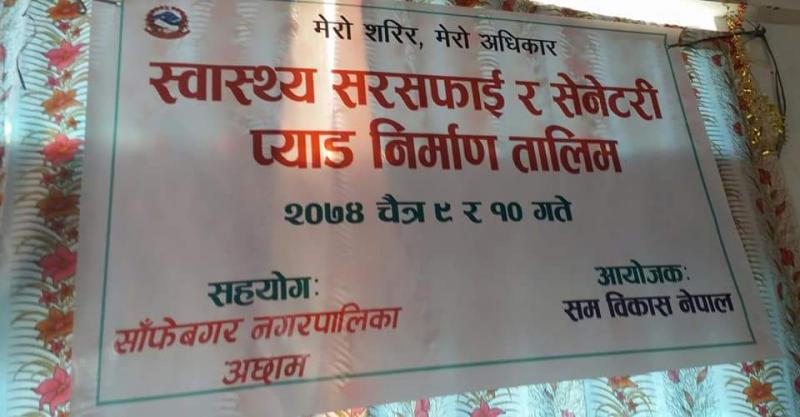 मेरो शरिर, मेरो अधिकार
स्वास्थ्य सरसफाई र सेनेटरी
प्याड निर्माण तालिम
२०७४ चैत्र ९ र १० गते
सहयोग:
साँफेबगर नगरपालिका
अछाम
आयोजक:
सम विकास नेपाल